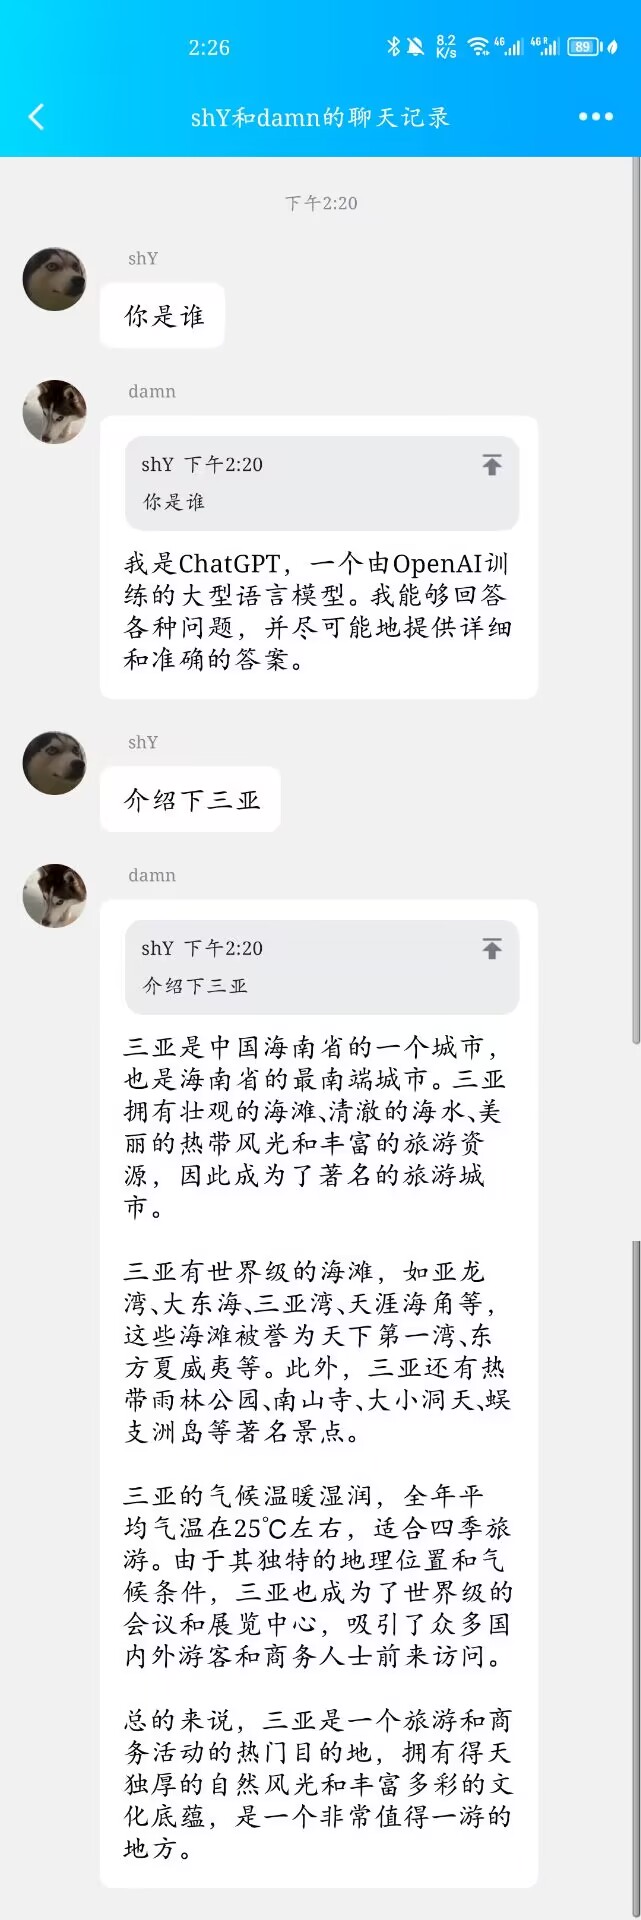 2:26
8.2
K/s
4G
4G R
89
shY和damn的聊天记录
下午2:20
shY
你是谁
damn
shY 下午2:20
你是谁
我是ChatGPT，一个由OpenAI训
练的大型语言模型。我能够回答
各种问题，并尽可能地提供详细
和准确的答案。
shY
介绍下三亚
damn
shY 下午2:20
介绍下三亚
三亚是中国海南省的一个城市，
也是海南省的最南端城市。三亚
拥有壮观的海滩、清澈的海水、美
丽的热带风光和丰富的旅游资
源，因此成为了著名的旅游城
市。
三亚有世界级的海滩，如亚龙
湾、大东海、三亚湾、天涯海角等，
这些海滩被誉为天下第一湾、东
方夏威夷等。此外，三亚还有热
带雨林公园、南山寺、大小洞天、蜈
支洲岛等著名景点。
三亚的气候温暖湿润，全年平
均气温在25℃左右，适合四季旅
游。由于其独特的地理位置和气
候条件，三亚也成为了世界级的
会议和展览中心，吸引了众多国
内外游客和商务人士前来访问。
总的来说，三亚是一个旅游和商
务活动的热门目的地，拥有得天
独厚的自然风光和丰富多彩的文
化底蕴，是一个非常值得一游的
地方。